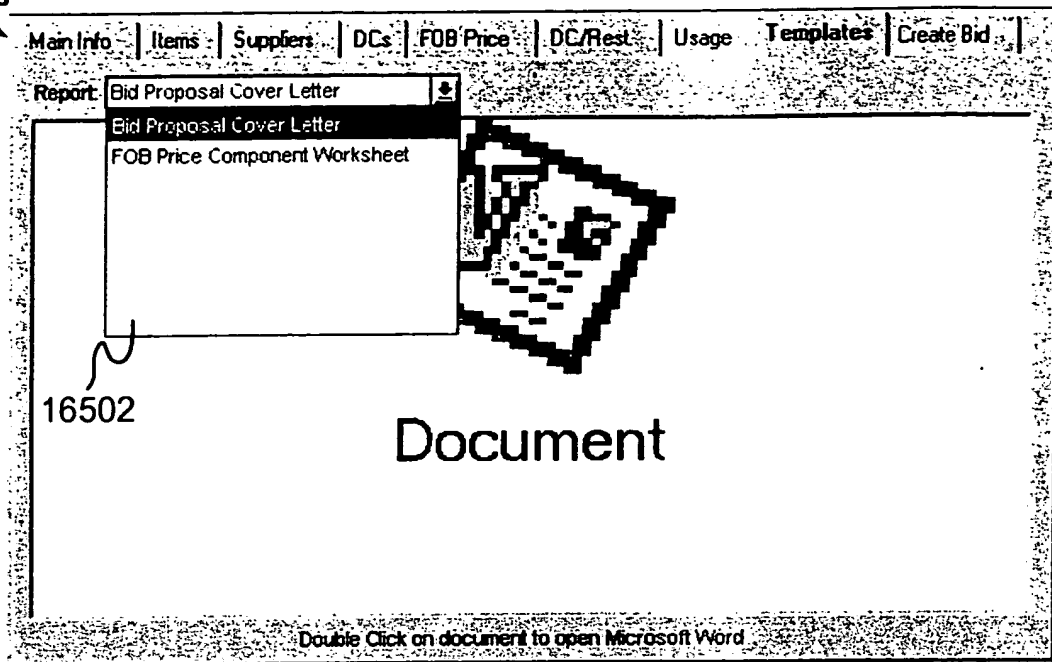 Main Info Items Suppliers DCs FOB Price DC/Rest Usage Templates Create Bid
Report: Bid Proposal Cover Letter
Bid Proposal Cover Letter
FOB Price Component Worksheet
16502
Document
Double Click on document to open Microsoft Word